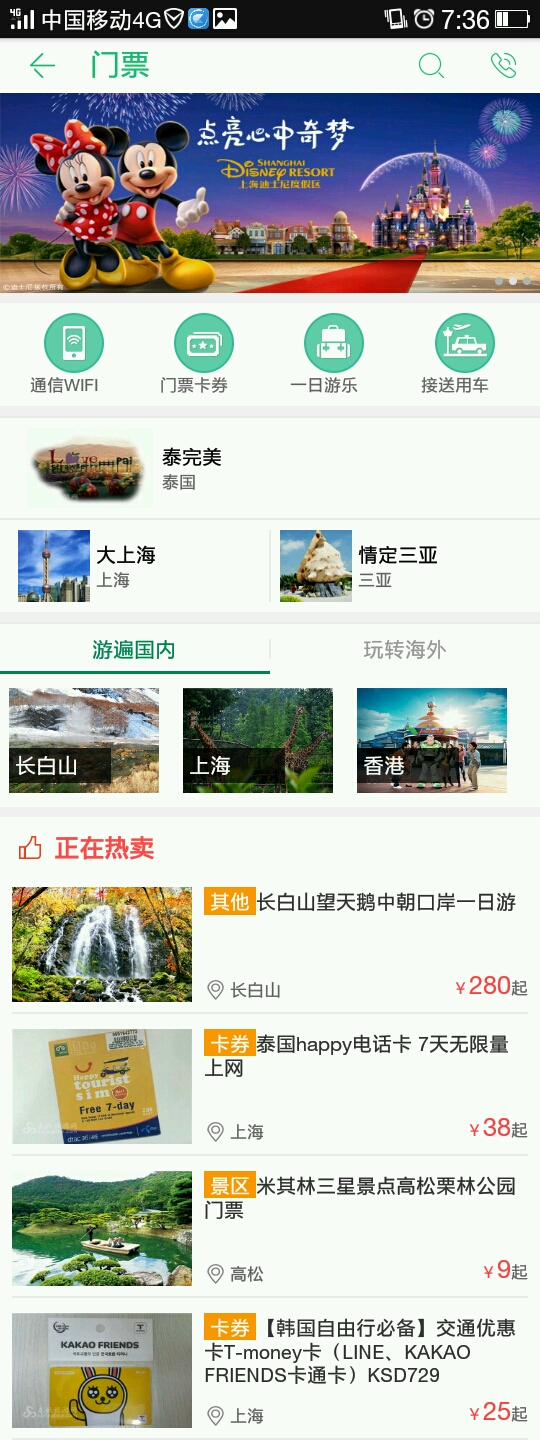 4G 中国移动4G 7:36
门票
点亮心中奇梦
SHANGHAI
DISNEY RESORT
上海迪士尼度假区
©迪士尼版权所有
通信WIFI 门票卡券 一日游乐 接送用车
Love Pai
泰完美
泰国
大上海 情定三亚
上海 三亚
游遍国内 玩转海外
长白山 上海 香港
正在热卖
其他 长白山望天鹅中朝口岸一日游
长白山 ¥280起
Happy
tourist
sim
Free 7-day
卡券 泰国happy电话卡 7天无限量
上网
上海 ¥38起
景区 米其林三星景点高松栗林公园
门票
高松 ¥9起
KAKAO FRIENDS
卡券 【韩国自由行必备】交通优惠
卡T-money卡（LINE、KAKAO
FRIENDS卡通卡）KSD729
上海 ¥25起